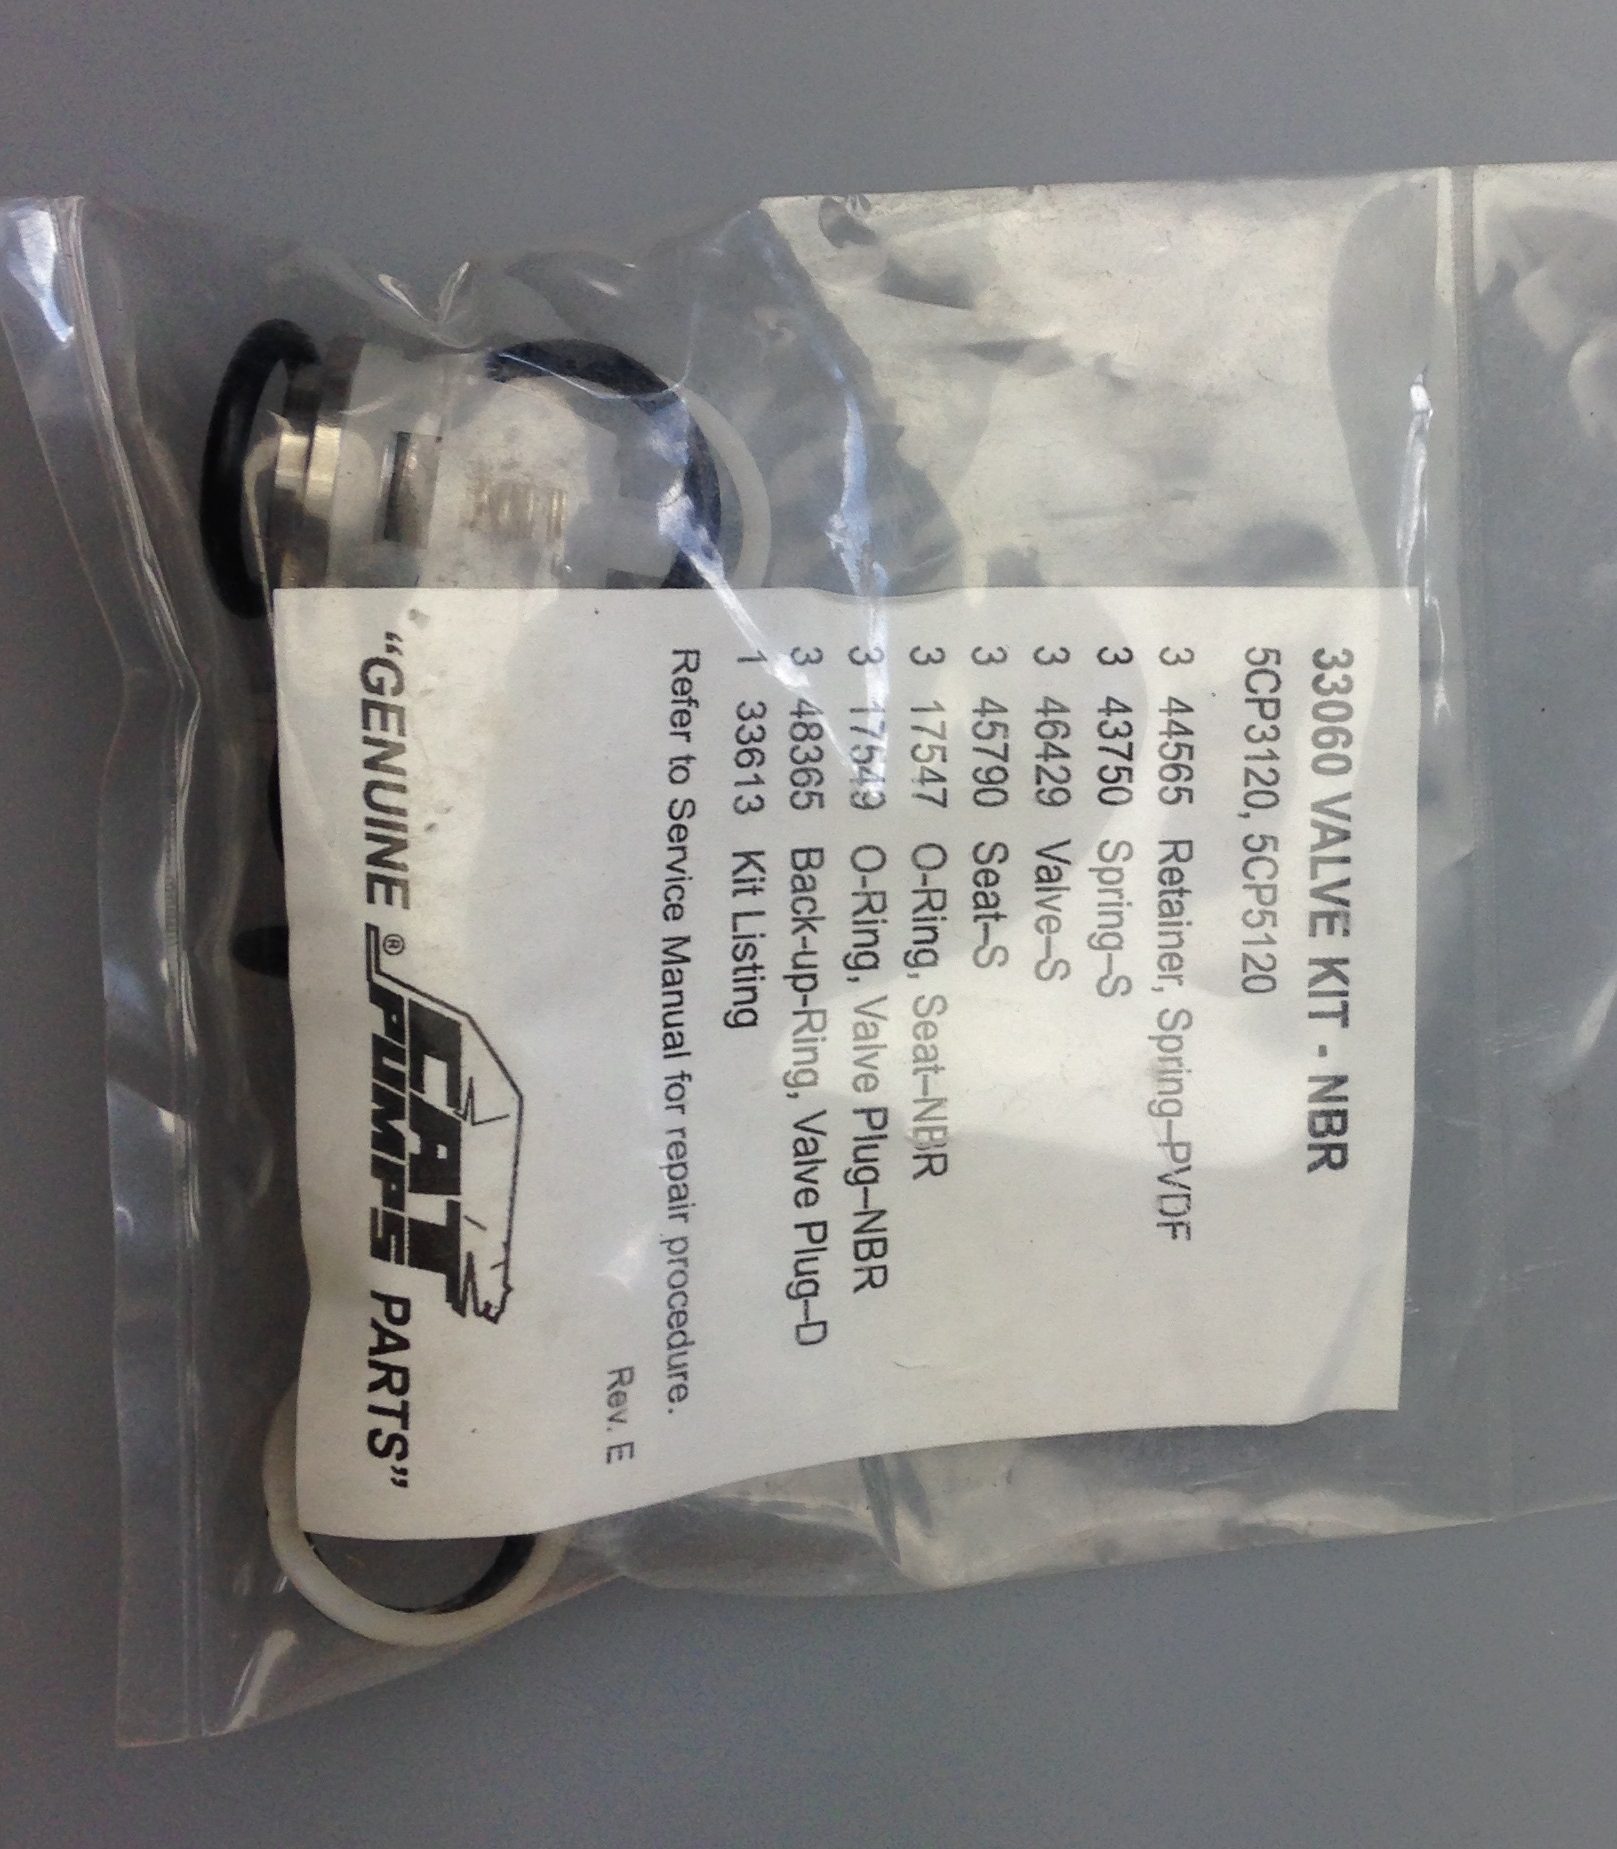 33060 VALVE KIT - NBR
5CP3120, 5CP5120
3 44565 Retainer, Spring–PVDF
3 43750 Spring–S
3 46429 Valve–S
3 45790 Seat–S
3 17547 O-Ring, Seat–NBR
3 17549 O-Ring, Valve Plug–NBR
3 48365 Back-up-Ring, Valve Plug–D
1 33613 Kit Listing
Refer to Service Manual for repair procedure.
Rev. E
“GENUINE ® CAT PUMPS PARTS”